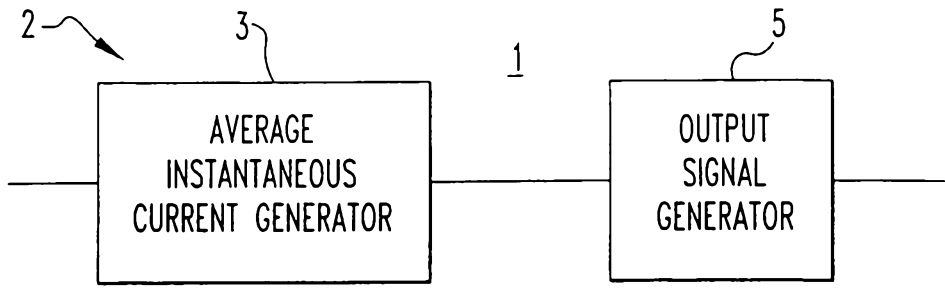 2
3
1
5
AVERAGE
INSTANTANEOUS
CURRENT GENERATOR
OUTPUT
SIGNAL
GENERATOR